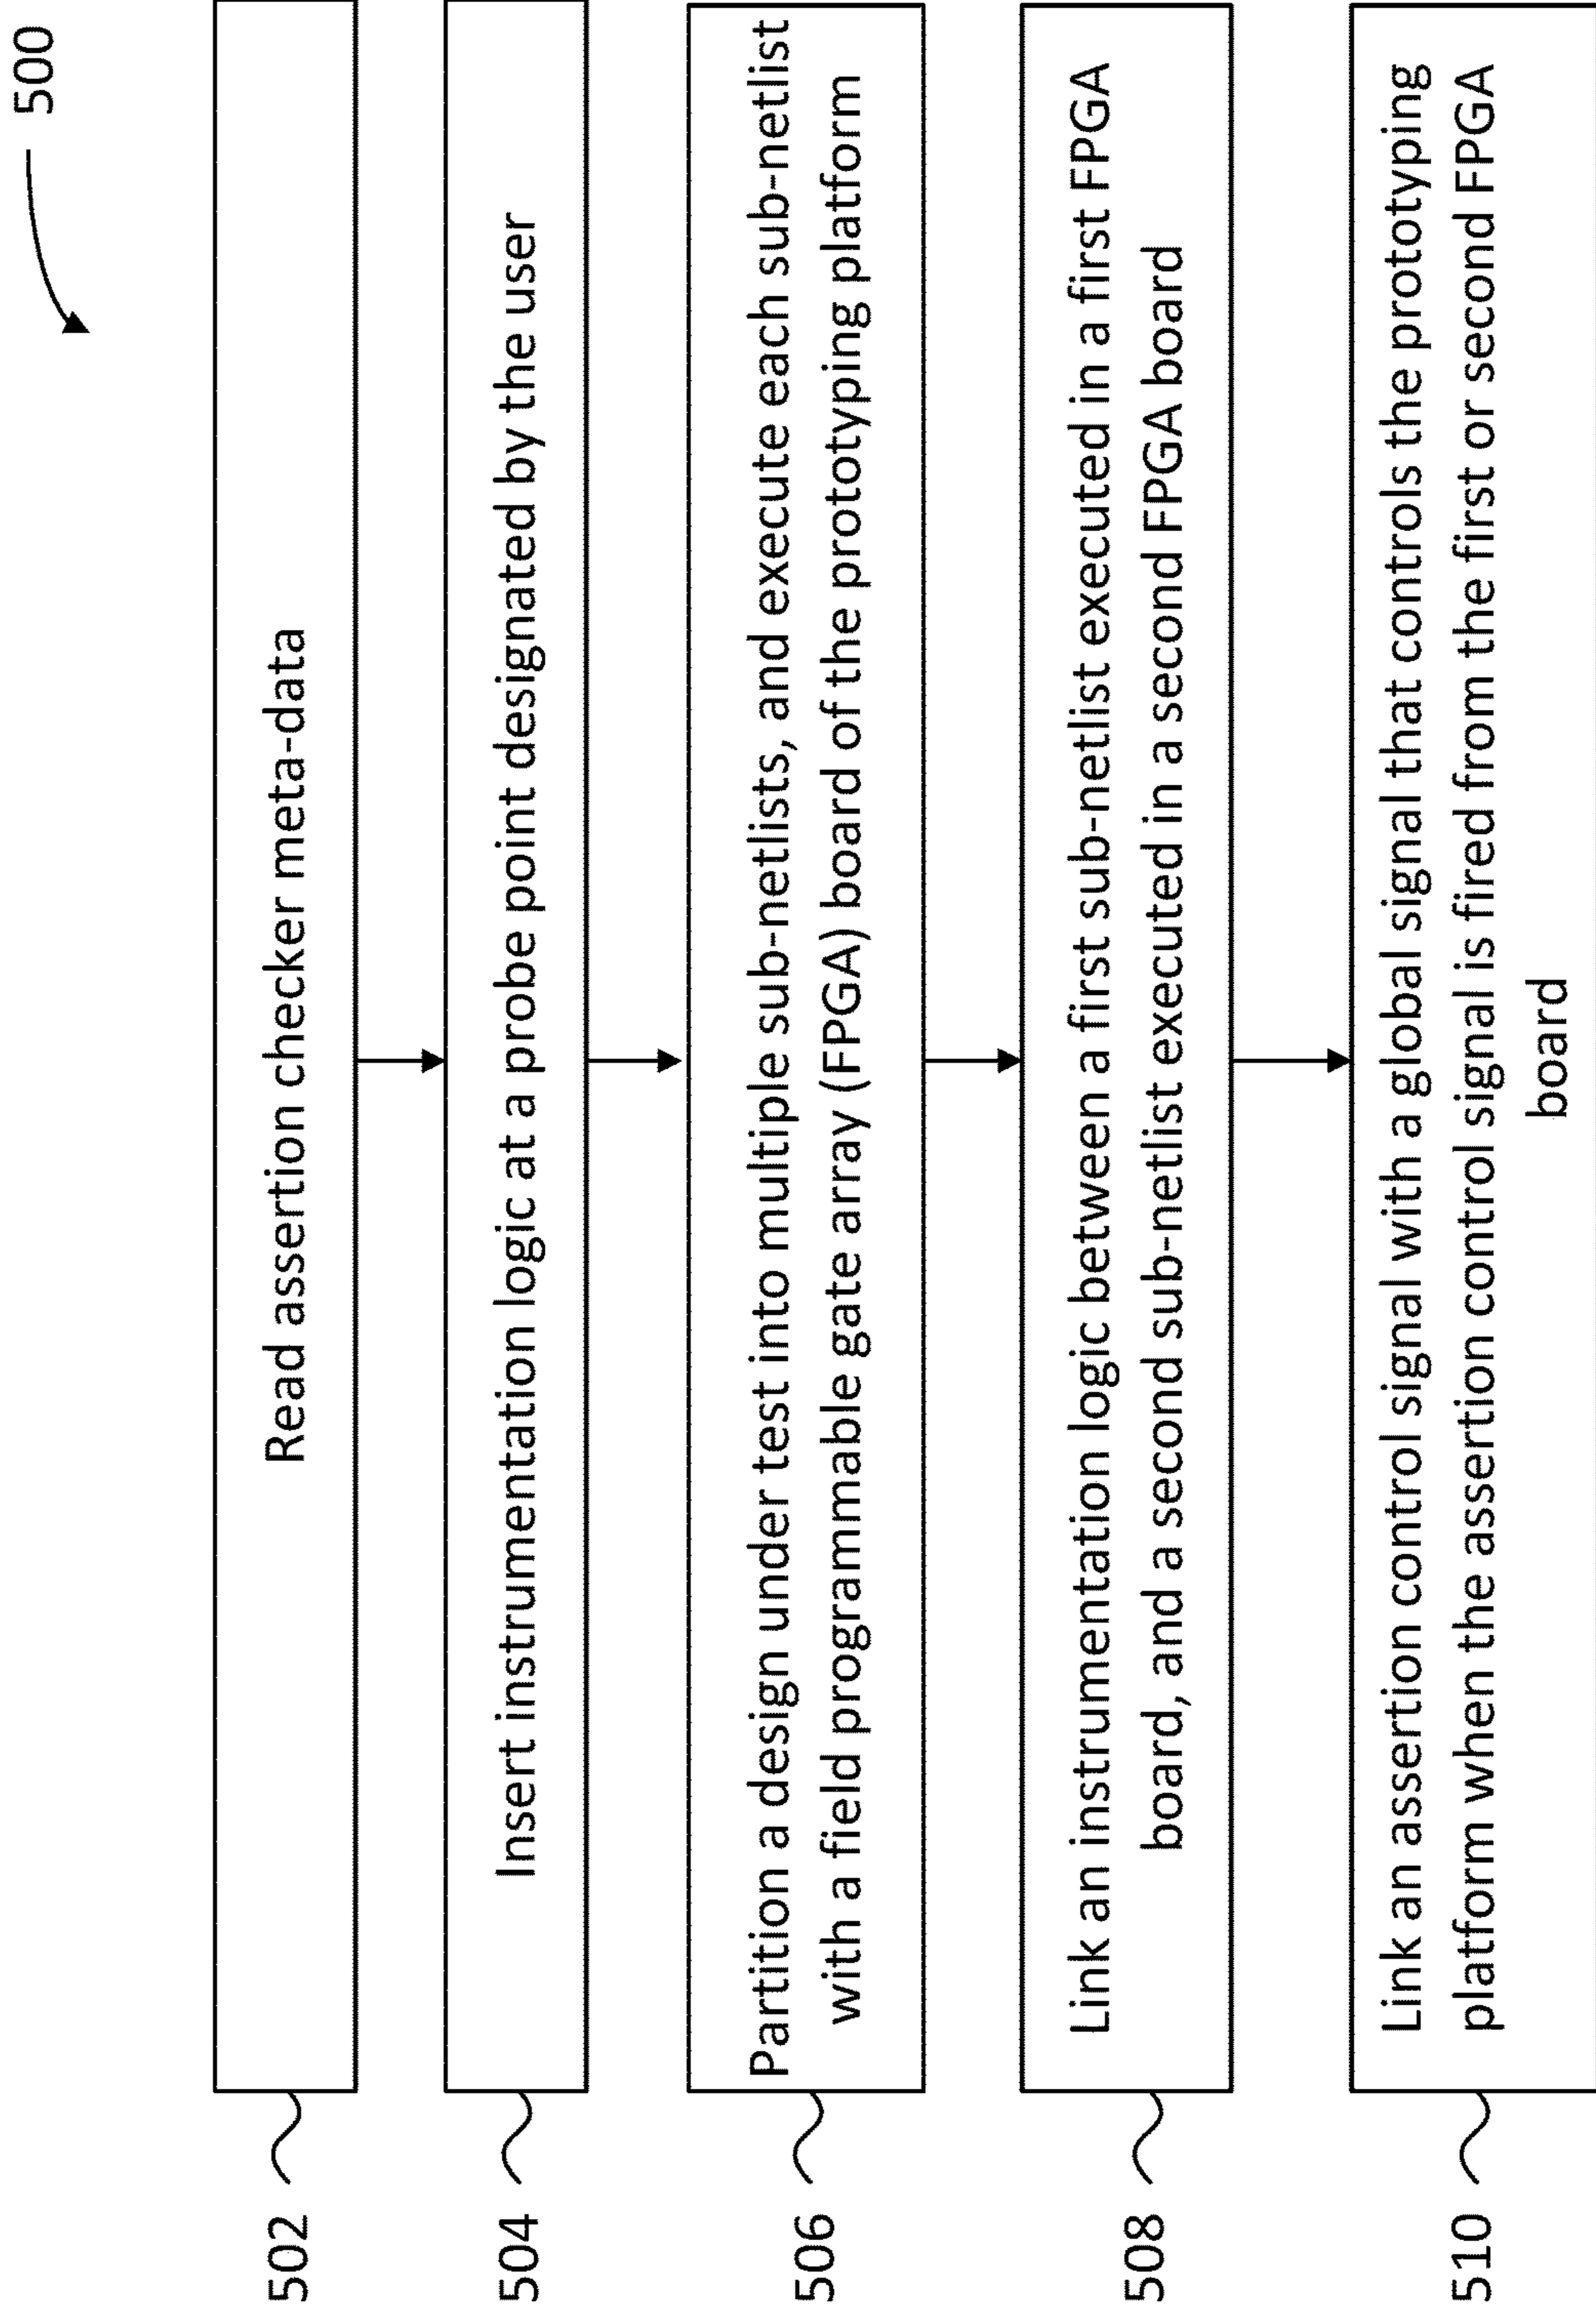 500
502
Read assertion checker meta-data
504
Insert instrumentation logic at a probe point designated by the user
506
Partition a design under test into multiple sub-netlists, and execute each sub-netlist
with a field programmable gate array (FPGA) board of the prototyping platform
508
Link an instrumentation logic between a first sub-netlist executed in a first FPGA
board, and a second sub-netlist executed in a second FPGA board
510
Link an assertion control signal with a global signal that controls the prototyping
platform when the assertion control signal is fired from the first or second FPGA
board